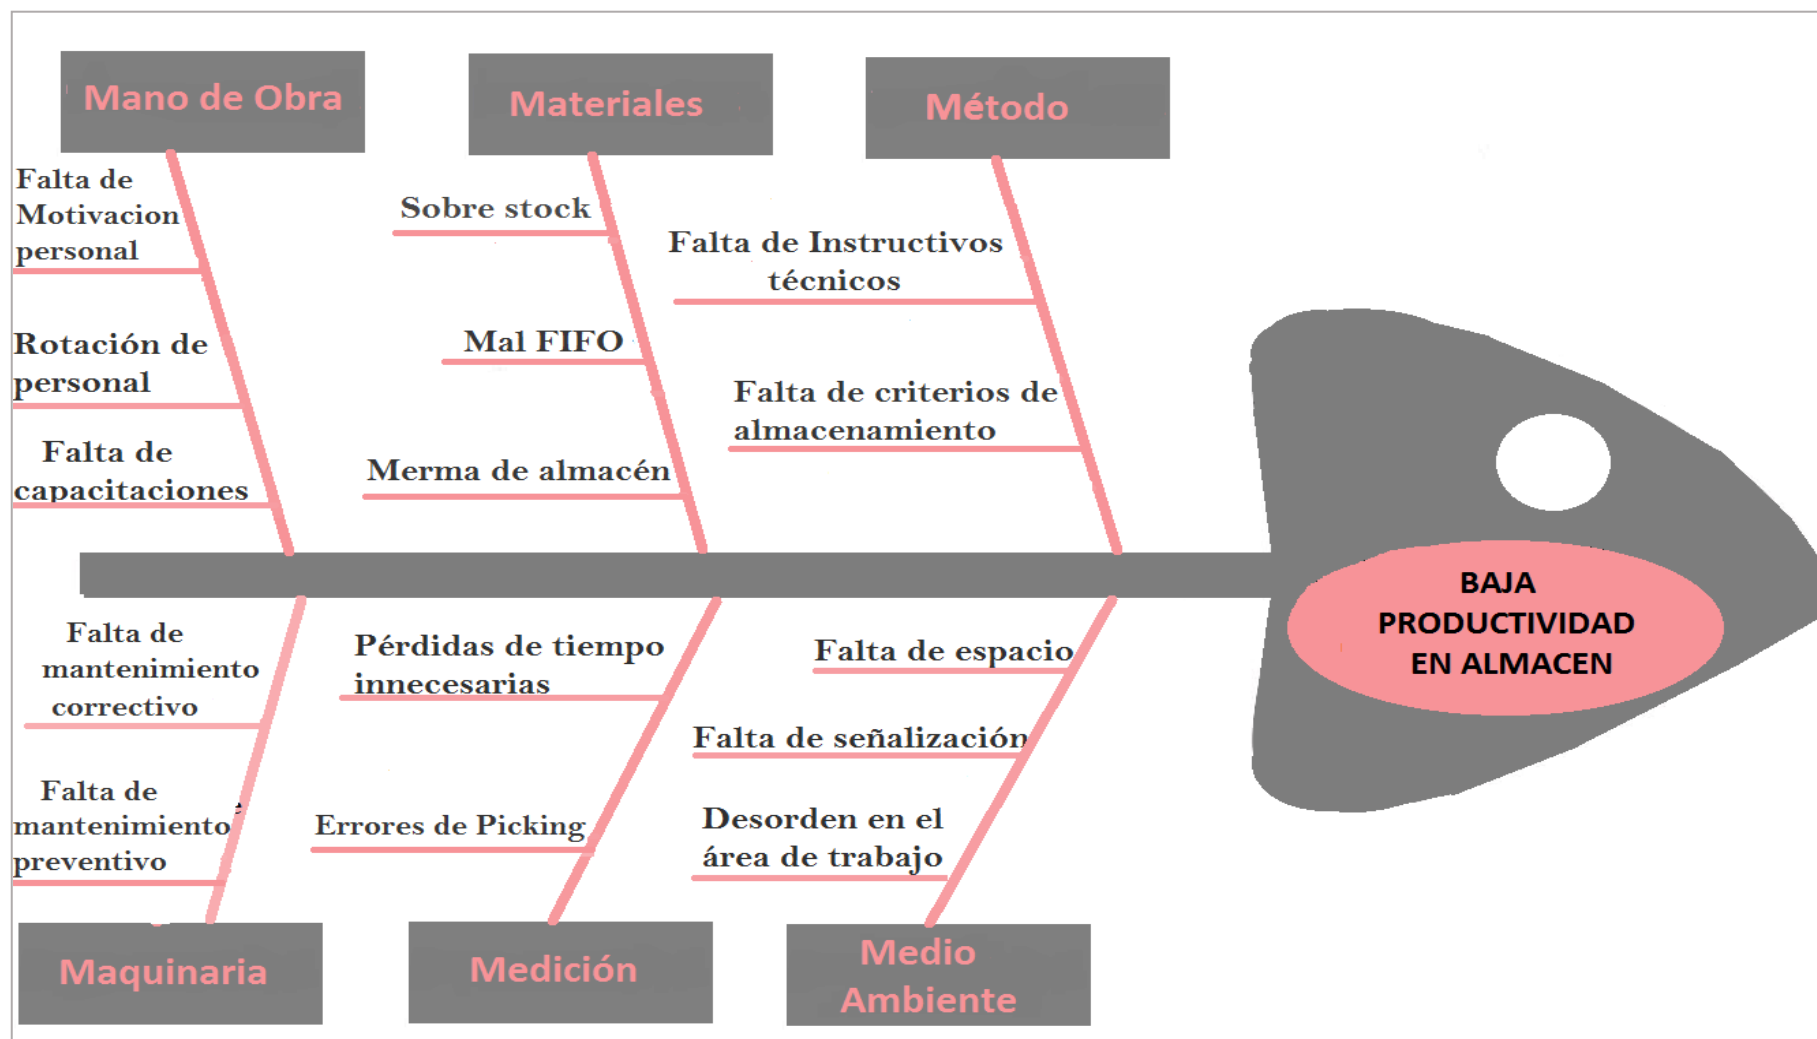 Mano de Obra
Materiales
Método
Falta de
Motivacion
personal
Rotación de
personal
Falta de
capacitaciones
Sobre stock
Mal FIFO
Merma de almacén
Falta de Instructivos
técnicos
Falta de criterios de
almacenamiento
BAJA
PRODUCTIVIDAD
EN ALMACEN
Falta de
mantenimiento
correctivo
Falta de
mantenimiento
preventivo
Pérdidas de tiempo
innecesarias
Errores de Picking
Falta de espacio
Falta de señalización
Desorden en el
área de trabajo
Maquinaria
Medición
Medio
Ambiente